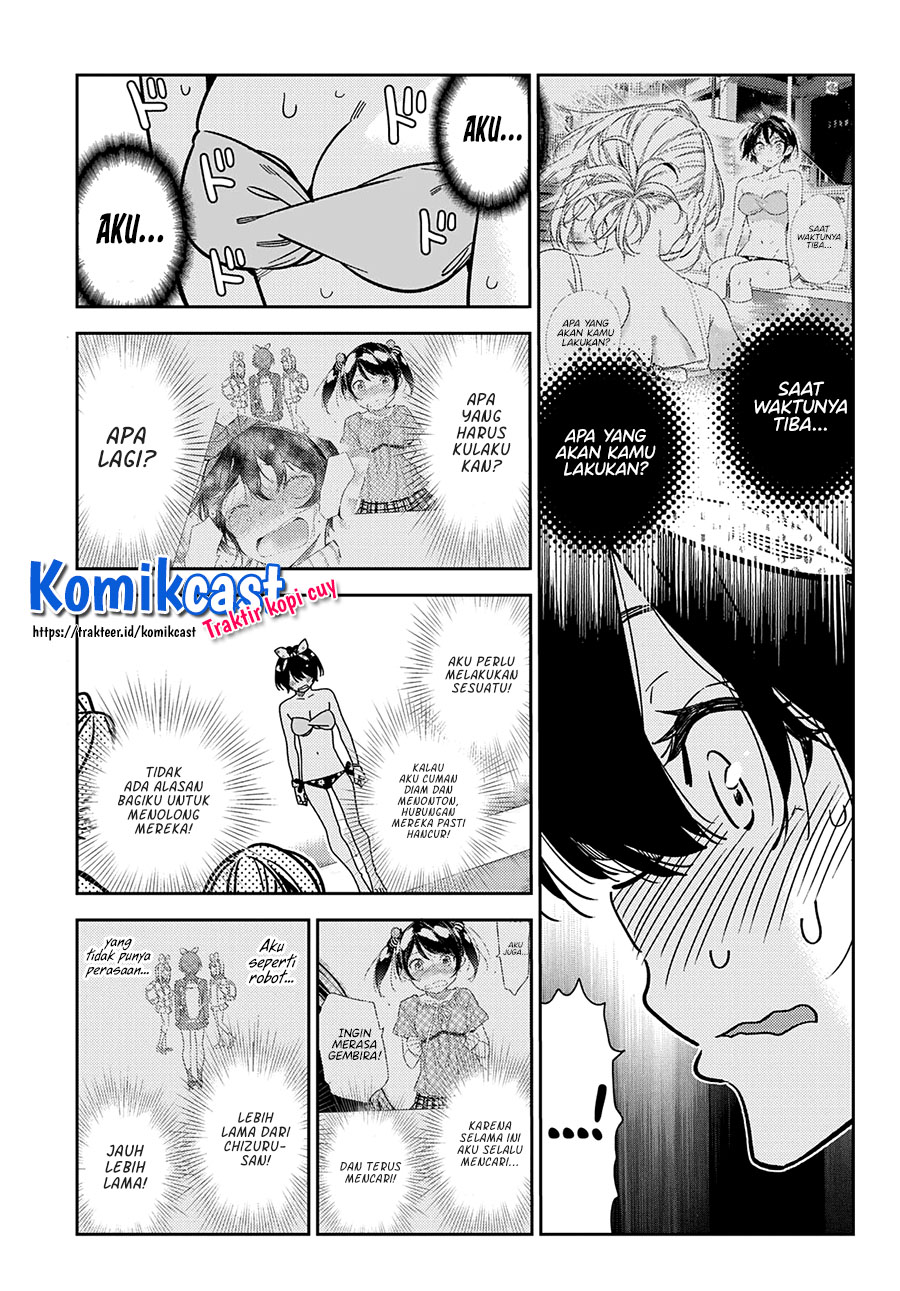 SAAT
WAKTUNYA
TIBA...
APA YANG
AKAN KAMU
LAKUKAN?
SAAT
WAKTUNYA
TIBA...
APA YANG
AKAN KAMU
LAKUKAN?
...!
AKU...
AKU...
ド
ド
ド
ド
APA
YANG
HARUS
KULAKU
KAN?
APA
LAGI?
Komikcast
https://trakteer.id/komikcast
Traktir kopi cuy
AKU PERLU
MELAKUKAN
SESUATU!
KALAU
AKU CUMAN
DIAM DAN
MENONTON,
HUBUNGAN
MEREKA PASTI
HANCUR!
TIDAK
ADA ALASAN
BAGIKU UNTUK
MENOLONG
MEREKA!
AKU
JUGA...
INGIN
MERASA
GEMBIRA!
KARENA
SELAMA INI
AKU SELALU
MENCARI...
DAN TERUS
MENCARI!
Aku
seperti
robot...
yang
tidak punya
perasaan...
LEBIH
LAMA DARI
CHIZURU-
SAN!
JAUH
LEBIH
LAMA!